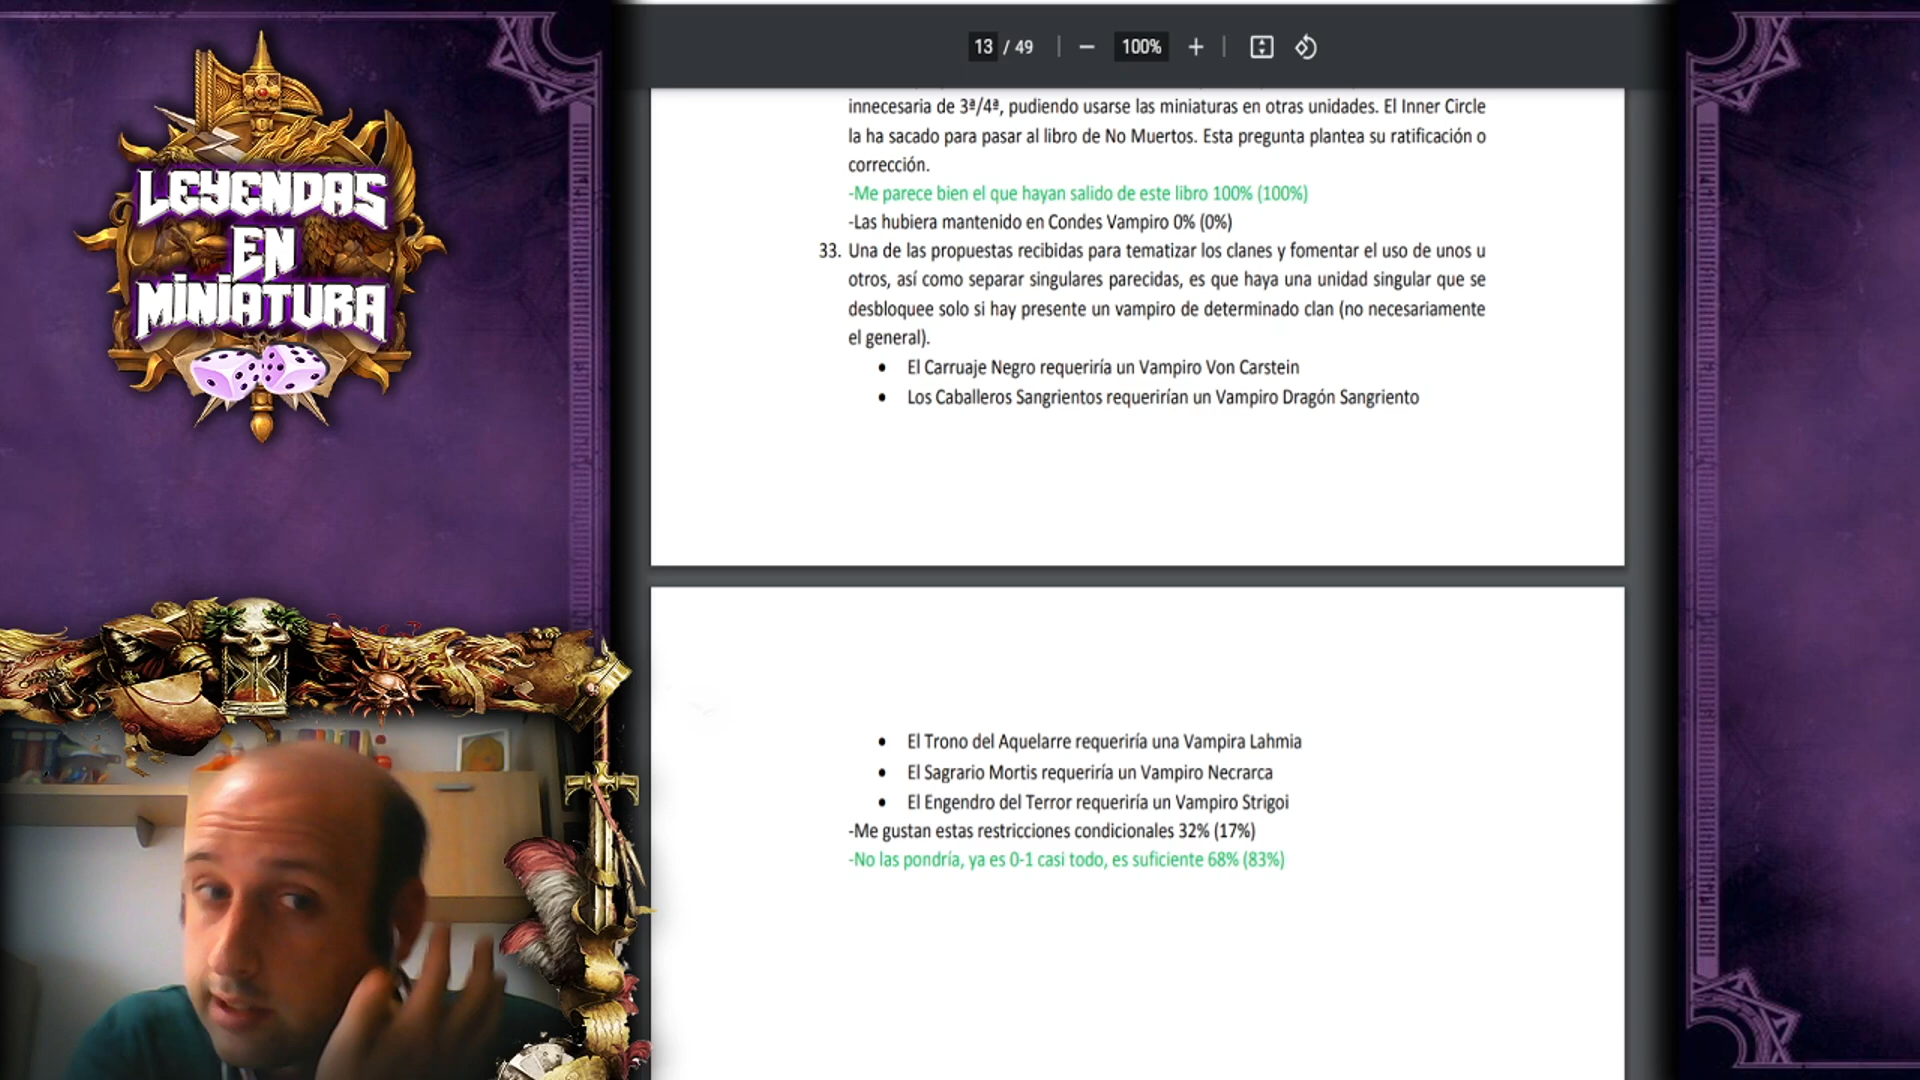 LEYENDAS
EN
MINIATURA
13 / 49
100%
innecesaria de 3ª/4ª, pudiendo usarse las miniaturas en otras unidades. El Inner Circle
la ha sacado para pasar al libro de No Muertos. Esta pregunta plantea su ratificación o
corrección.
-Me parece bien el que hayan salido de este libro 100% (100%)
-Las hubiera mantenido en Condes Vampiro 0% (0%)
33. Una de las propuestas recibidas para tematizar los clanes y fomentar el uso de unos u
otros, así como separar singulares parecidas, es que haya una unidad singular que se
desbloquee solo si hay presente un vampiro de determinado clan (no necesariamente
el general).
• El Carruaje Negro requeriría un Vampiro Von Carstein
• Los Caballeros Sangrientos requerirían un Vampiro Dragón Sangriento
• El Trono del Aquelarre requeriría una Vampira Lahmia
• El Sagrario Mortis requeriría un Vampiro Necrarca
• El Engendro del Terror requeriría un Vampiro Strigoi
-Me gustan estas restricciones condicionales 32% (17%)
-No las pondría, ya es 0-1 casi todo, es suficiente 68% (83%)